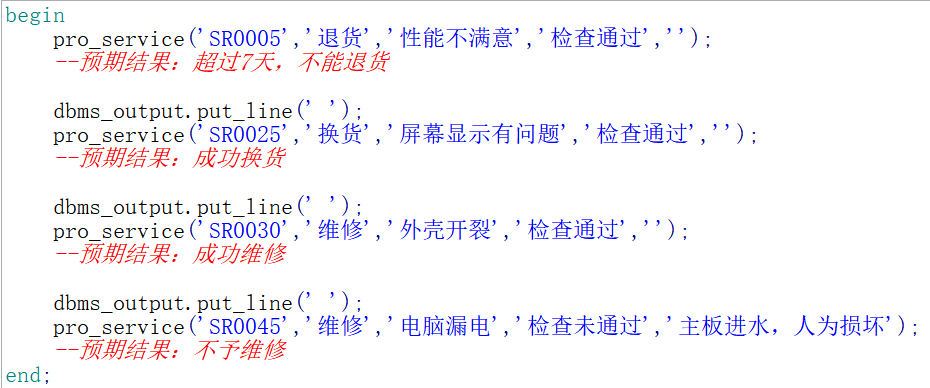 begin
pro_service('SR0005','退货','性能不满意','检查通过','');
--预期结果：超过7天，不能退货
dbms_output.put_line(' ');
pro_service('SR0025','换货','屏幕显示有问题','检查通过','');
--预期结果：成功换货
dbms_output.put_line(' ');
pro_service('SR0030','维修','外壳开裂','检查通过','');
--预期结果：成功维修
dbms_output.put_line(' ');
pro_service('SR0045','维修','电脑漏电','检查未通过','主板进水，人为损坏');
--预期结果：不予维修
end;